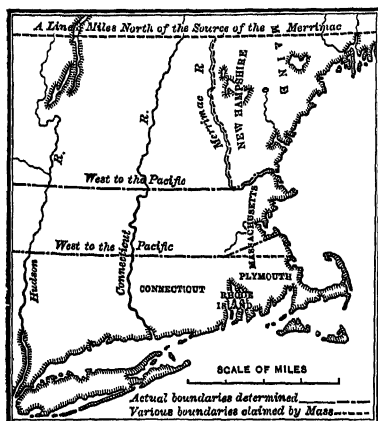 A Line 3 Miles North of the Source of the Merrimac
MAINE
R.
R.
Merrimac R
NEW HAMPSHIRE
West to the Pacific
MASSACHUSETTS
West to the Pacific
Hudson
Connecticut
CONNECTICUT
PLYMOUTH
RHODE
ISLAND
SCALE OF MILES
Actual boundaries determined
Various boundaries claimed by Mass